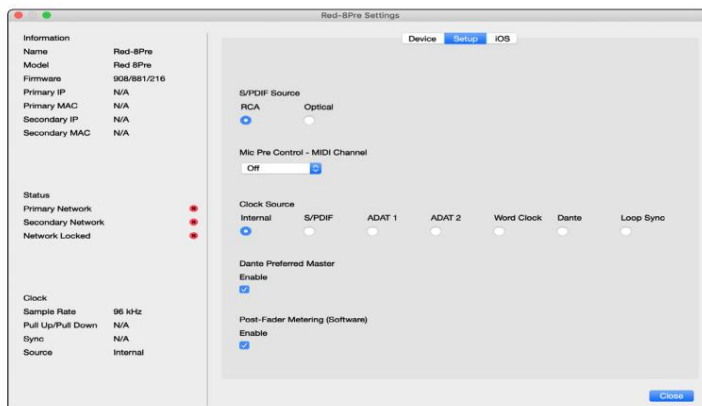 Red-8Pre Settings
Information
Name Red-8Pre
Model Red 8Pre
Firmware 908/881/216
Primary IP N/A
Primary MAC N/A
Secondary IP N/A
Secondary MAC N/A
Status
Primary Network
Secondary Network
Network Locked
Clock
Sample Rate 96 kHz
Pull Up/Pull Down N/A
Sync N/A
Source Internal
Device Setup iOS
S/PDIF Source
RCA Optical
Mic Pre Control - MIDI Channel
Off
Clock Source
Internal S/PDIF ADAT 1 ADAT 2 Word Clock Dante Loop Sync
Dante Preferred Master
Enable
Post-Fader Metering (Software)
Enable
Close